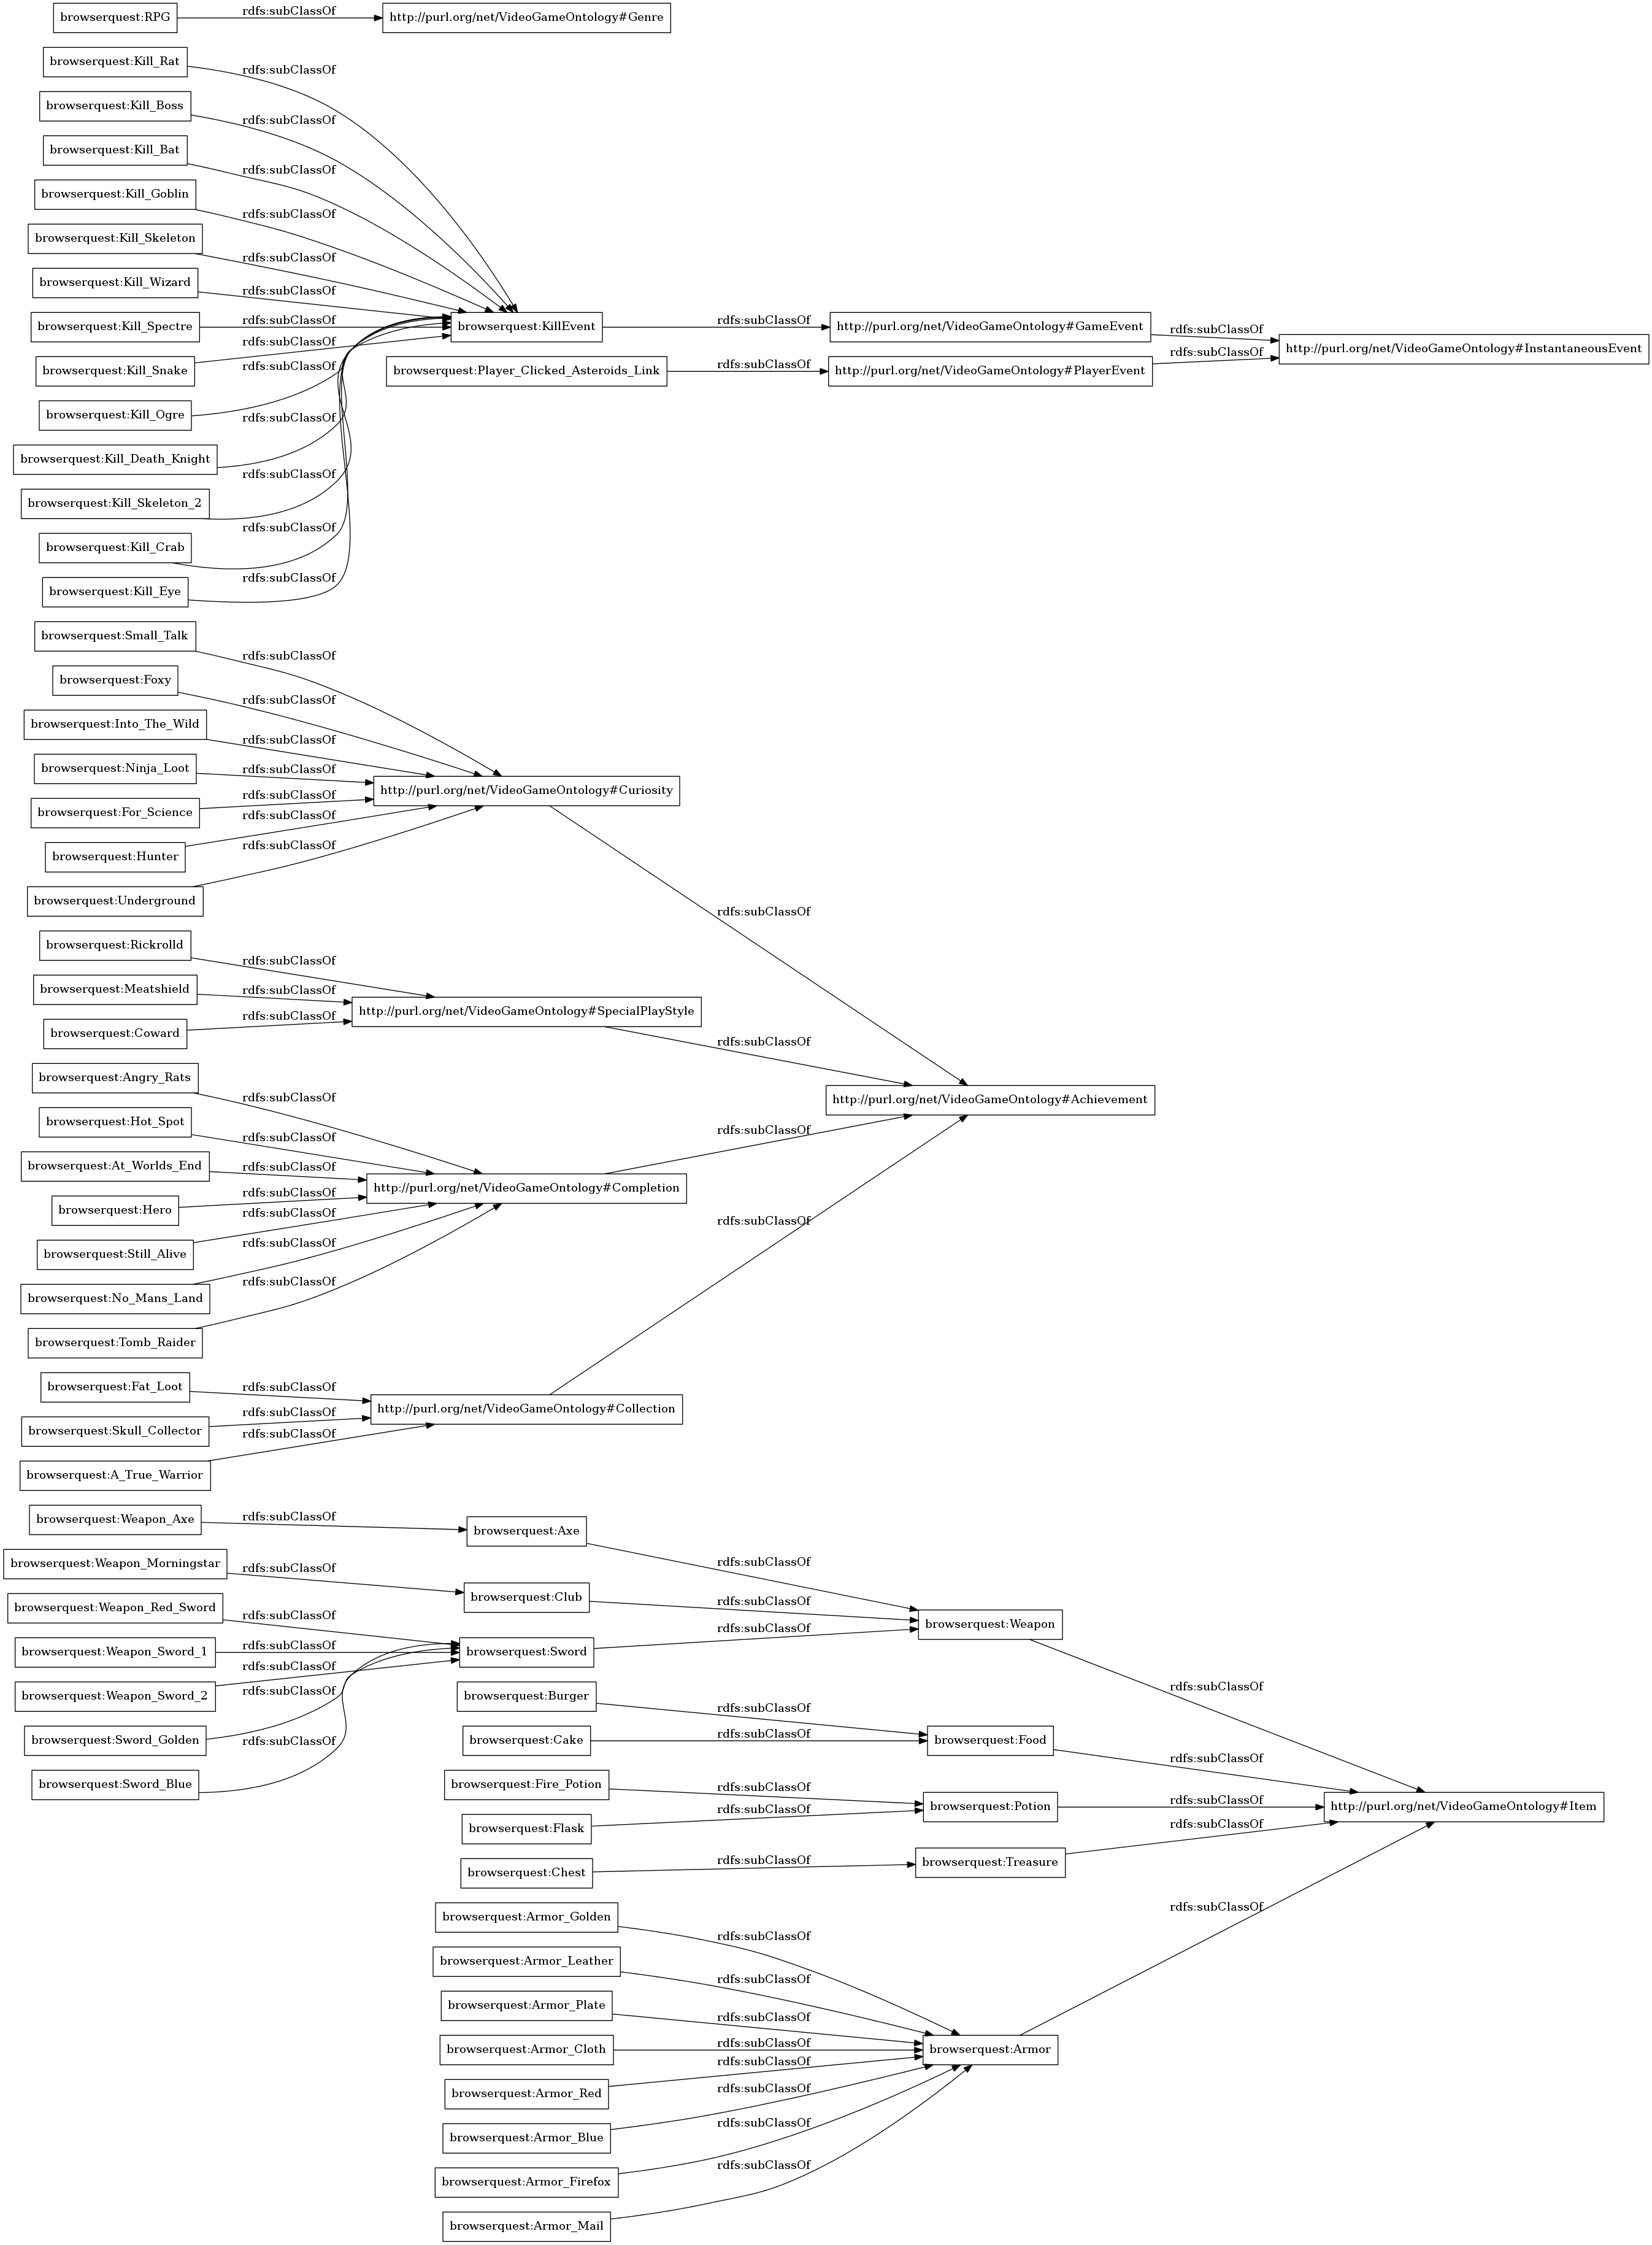 browserquest:RPG
rdfs:subClassOf
http://purl.org/net/VideoGameOntology#Genre
browserquest:Kill_Rat
rdfs:subClassOf
browserquest:Kill_Boss
rdfs:subClassOf
browserquest:Kill_Bat
rdfs:subClassOf
browserquest:Kill_Goblin
rdfs:subClassOf
browserquest:Kill_Skeleton
rdfs:subClassOf
browserquest:Kill_Wizard
rdfs:subClassOf
browserquest:Kill_Spectre
rdfs:subClassOf
browserquest:KillEvent
rdfs:subClassOf
http://purl.org/net/VideoGameOntology#GameEvent
rdfs:subClassOf
http://purl.org/net/VideoGameOntology#InstantaneousEvent
browserquest:Kill_Snake
rdfs:subClassOf
browserquest:Player_Clicked_Asteroids_Link
rdfs:subClassOf
http://purl.org/net/VideoGameOntology#PlayerEvent
rdfs:subClassOf
browserquest:Kill_Ogre
rdfs:subClassOf
browserquest:Kill_Death_Knight
rdfs:subClassOf
browserquest:Kill_Skeleton_2
rdfs:subClassOf
browserquest:Kill_Crab
rdfs:subClassOf
browserquest:Kill_Eye
rdfs:subClassOf
browserquest:Small_Talk
rdfs:subClassOf
browserquest:Foxy
rdfs:subClassOf
browserquest:Into_The_Wild
rdfs:subClassOf
browserquest:Ninja_Loot
rdfs:subClassOf
http://purl.org/net/VideoGameOntology#Curiosity
browserquest:For_Science
rdfs:subClassOf
browserquest:Hunter
rdfs:subClassOf
browserquest:Underground
rdfs:subClassOf
rdfs:subClassOf
browserquest:Rickrolld
rdfs:subClassOf
browserquest:Meatshield
rdfs:subClassOf
http://purl.org/net/VideoGameOntology#SpecialPlayStyle
rdfs:subClassOf
browserquest:Coward
rdfs:subClassOf
browserquest:Angry_Rats
rdfs:subClassOf
http://purl.org/net/VideoGameOntology#Achievement
browserquest:Hot_Spot
rdfs:subClassOf
rdfs:subClassOf
browserquest:At_Worlds_End
rdfs:subClassOf
http://purl.org/net/VideoGameOntology#Completion
browserquest:Hero
rdfs:subClassOf
browserquest:Still_Alive
rdfs:subClassOf
rdfs:subClassOf
browserquest:No_Mans_Land
rdfs:subClassOf
browserquest:Tomb_Raider
rdfs:subClassOf
browserquest:Fat_Loot
rdfs:subClassOf
http://purl.org/net/VideoGameOntology#Collection
browserquest:Skull_Collector
rdfs:subClassOf
browserquest:A_True_Warrior
rdfs:subClassOf
browserquest:Weapon_Axe
rdfs:subClassOf
browserquest:Axe
rdfs:subClassOf
browserquest:Weapon_Morningstar
rdfs:subClassOf
browserquest:Club
rdfs:subClassOf
browserquest:Weapon
browserquest:Weapon_Red_Sword
rdfs:subClassOf
browserquest:Weapon_Sword_1
rdfs:subClassOf
browserquest:Sword
rdfs:subClassOf
rdfs:subClassOf
browserquest:Weapon_Sword_2
rdfs:subClassOf
browserquest:Burger
rdfs:subClassOf
browserquest:Sword_Golden
rdfs:subClassOf
browserquest:Cake
rdfs:subClassOf
browserquest:Food
rdfs:subClassOf
browserquest:Sword_Blue
rdfs:subClassOf
browserquest:Fire_Potion
rdfs:subClassOf
browserquest:Potion
rdfs:subClassOf
http://purl.org/net/VideoGameOntology#Item
browserquest:Flask
rdfs:subClassOf
browserquest:Chest
rdfs:subClassOf
browserquest:Treasure
rdfs:subClassOf
browserquest:Armor_Golden
rdfs:subClassOf
rdfs:subClassOf
browserquest:Armor_Leather
rdfs:subClassOf
browserquest:Armor_Plate
rdfs:subClassOf
browserquest:Armor_Cloth
rdfs:subClassOf
browserquest:Armor
browserquest:Armor_Red
rdfs:subClassOf
browserquest:Armor_Blue
rdfs:subClassOf
browserquest:Armor_Firefox
rdfs:subClassOf
browserquest:Armor_Mail
rdfs:subClassOf